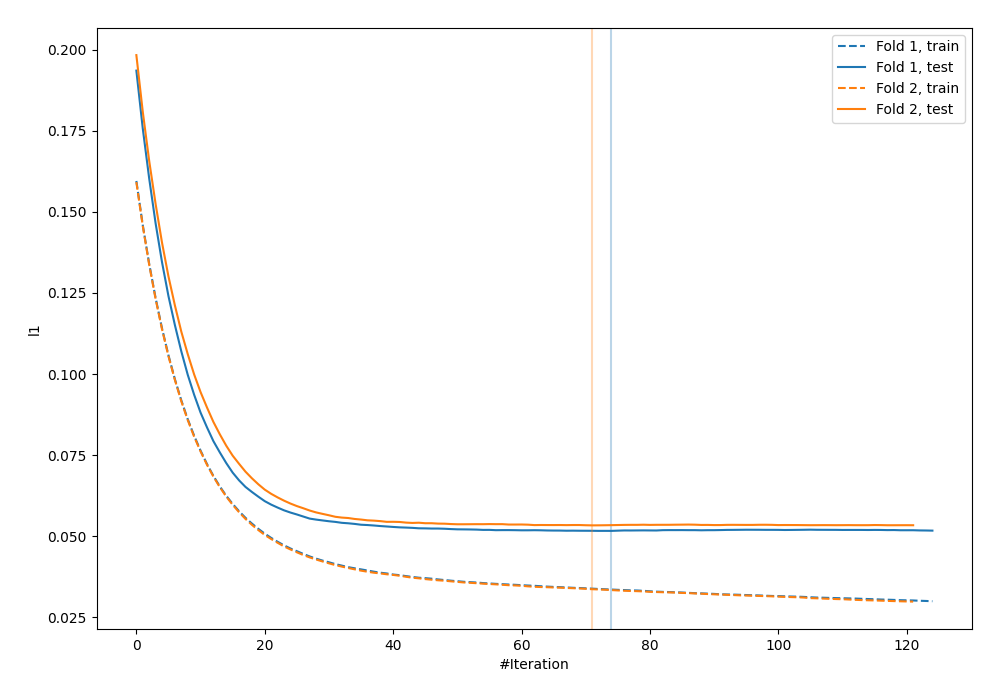 0.200
0.175
0.150
0.125
0.100
0.075
0.050
0.025
l1
0
20
40
60
80
100
120
#Iteration
Fold 1, train
Fold 1, test
Fold 2, train
Fold 2, test